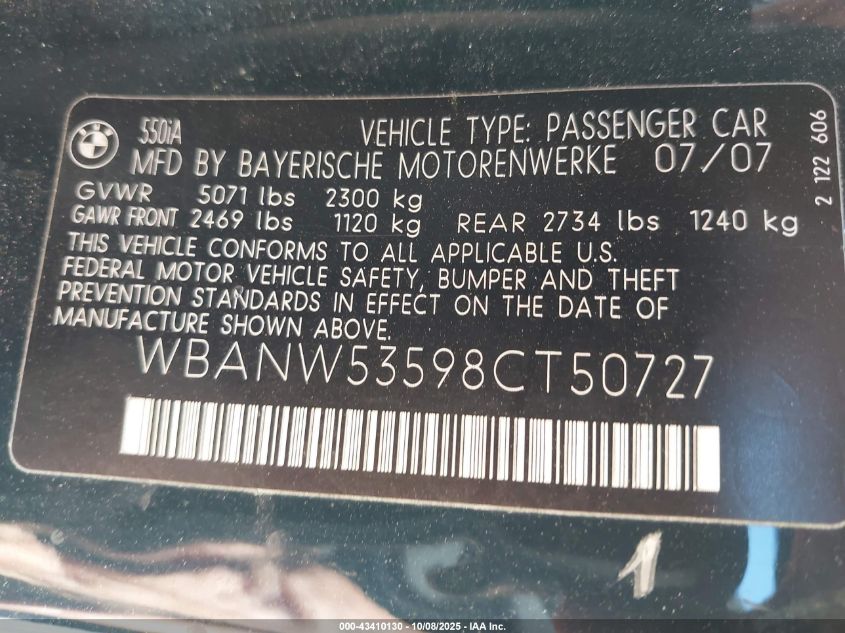 BMW
550iA VEHICLE TYPE: PASSENGER CAR
MFD BY BAYERISCHE MOTORENWERKE 07/07
GVWR 5071 lbs 2300 kg
GAWR FRONT 2469 lbs 1120 kg REAR 2734 lbs 1240 kg
THIS VEHICLE CONFORMS TO ALL APPLICABLE U.S.
FEDERAL MOTOR VEHICLE SAFETY, BUMPER AND THEFT
PREVENTION STANDARDS IN EFFECT ON THE DATE OF
MANUFACTURE SHOWN ABOVE.
WBANW53598CT50727
2 122 606
1
000-43410130 - 10/08/2025 - IAA Inc.